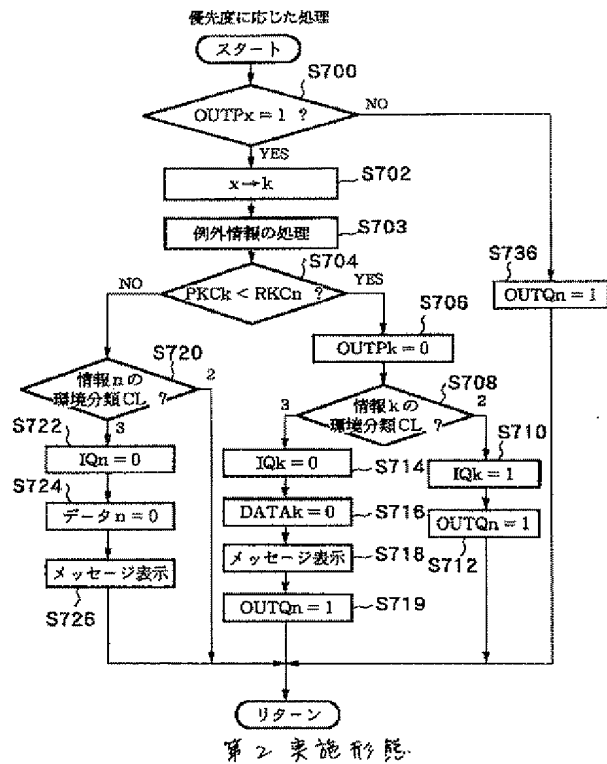 優先度に応じた処理
スタート
S700
OUTPx = 1 ?
NO
YES
x→k
S702
例外情報の処理
S703
S704
NO
PKCk < RKCn ?
YES
S736
OUTQn = 1
S706
OUTPk = 0
S720
情報 n の
環境分類CL ?
2
3
S708
情報 k の
環境分類CL ?
3
2
S722
IQn = 0
S710
IQk = 1
IQk = 0
S714
S724
データ n = 0
DATAk = 0
S716
OUTQn = 1
S712
メッセージ表示
S726
メッセージ表示
S718
OUTQn = 1
S719
リターン
第2実施形態